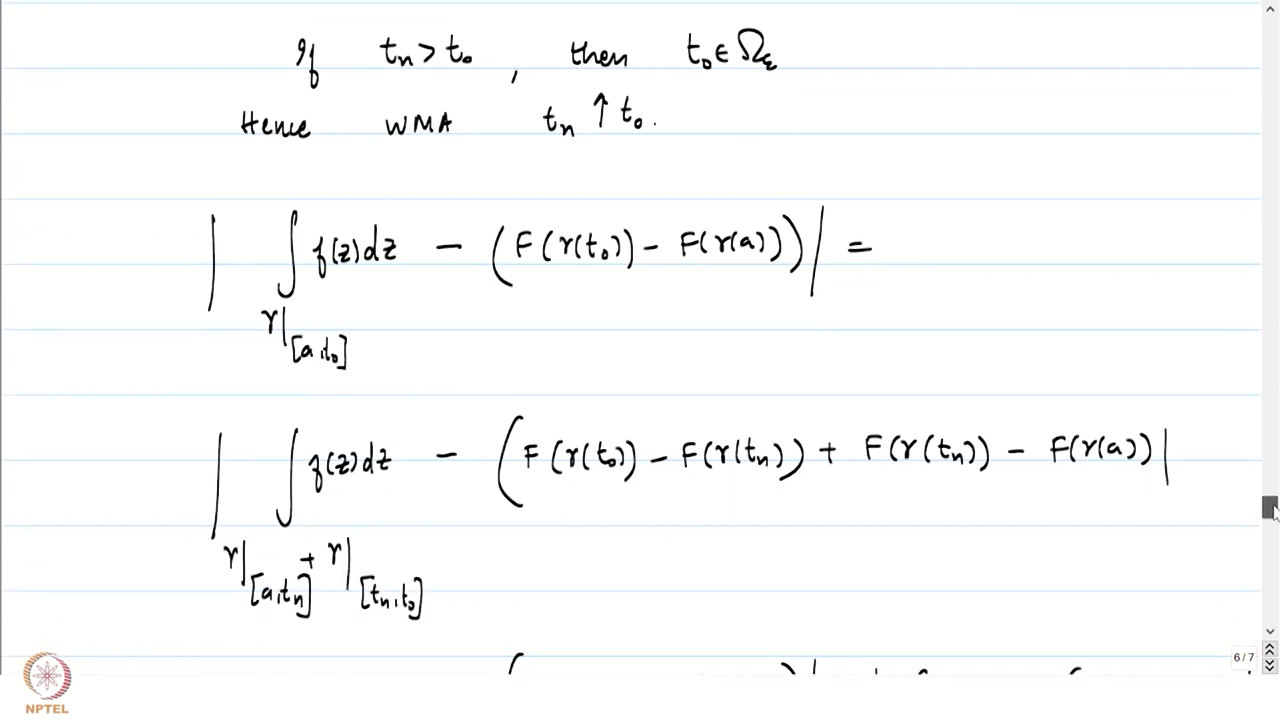 If tₙ > t₀ , then t₀ ∈ Ω_ε
Hence WMA tₙ ↑ t₀.
| ∫_{γ|[a,t₀]} f(z)dz − (F(γ(t₀)) − F(γ(a)))| =
| ∫_{γ|[a,tₙ] + γ|[tₙ,t₀]} f(z)dz − (F(γ(t₀)) − F(γ(tₙ)) + F(γ(tₙ)) − F(γ(a))|
6 / 7
NPTEL